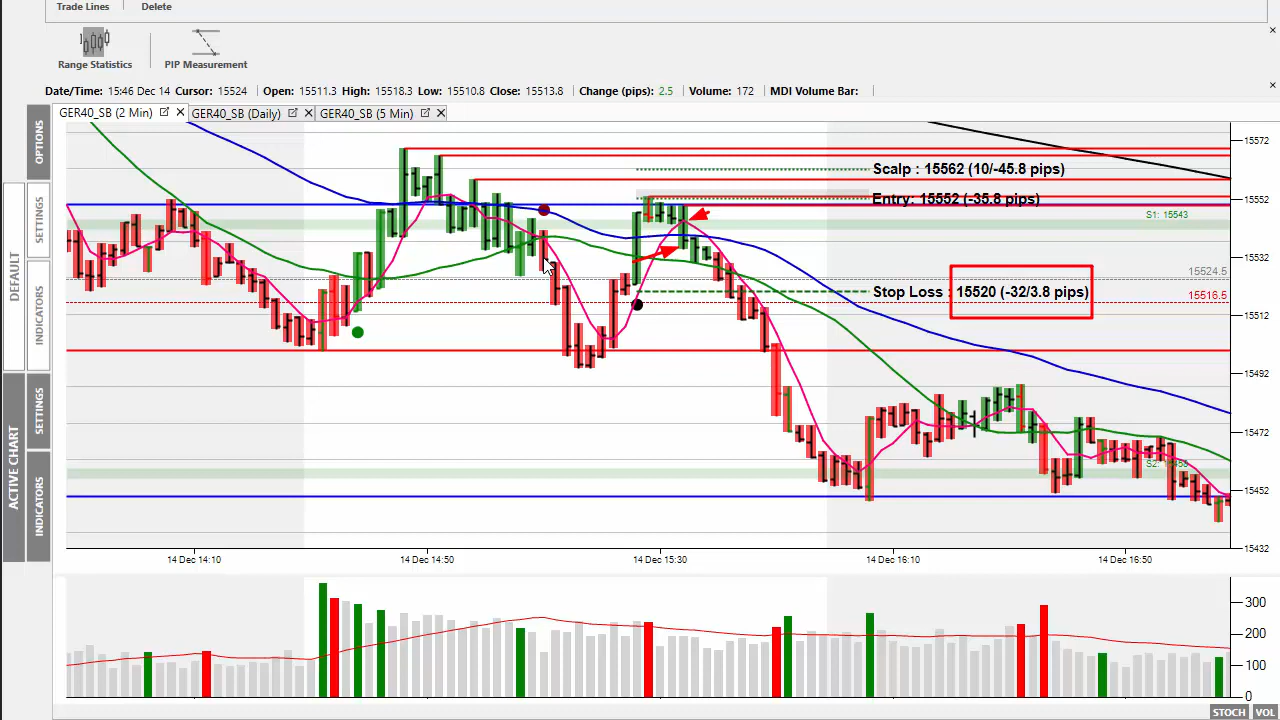 Trade Lines Delete
Range Statistics PIP Measurement
Date/Time: 15:46 Dec 14 Cursor: 15524 Open: 15511.3 High: 15518.3 Low: 15510.8 Close: 15513.8 Change (pips): 2.5 Volume: 172 MDI Volume Bar:
GER40_SB (2 Min) GER40_SB (Daily) GER40_SB (5 Min)
OPTIONS
SETTINGS
INDICATORS
DEFAULT
SETTINGS
INDICATORS
ACTIVE CHART
15572
Scalp : 15562 (10/-45.8 pips)
Entry: 15552 (-35.8 pips)
15552
S1: 15543
15532
15524.5
Stop Loss : 15520 (-32/3.8 pips)
15516.5
15512
15492
15472
S2: 15458
15452
15432
14 Dec 14:10 14 Dec 14:50 14 Dec 15:30 14 Dec 16:10 14 Dec 16:50
300
200
100
0
STOCH VOL